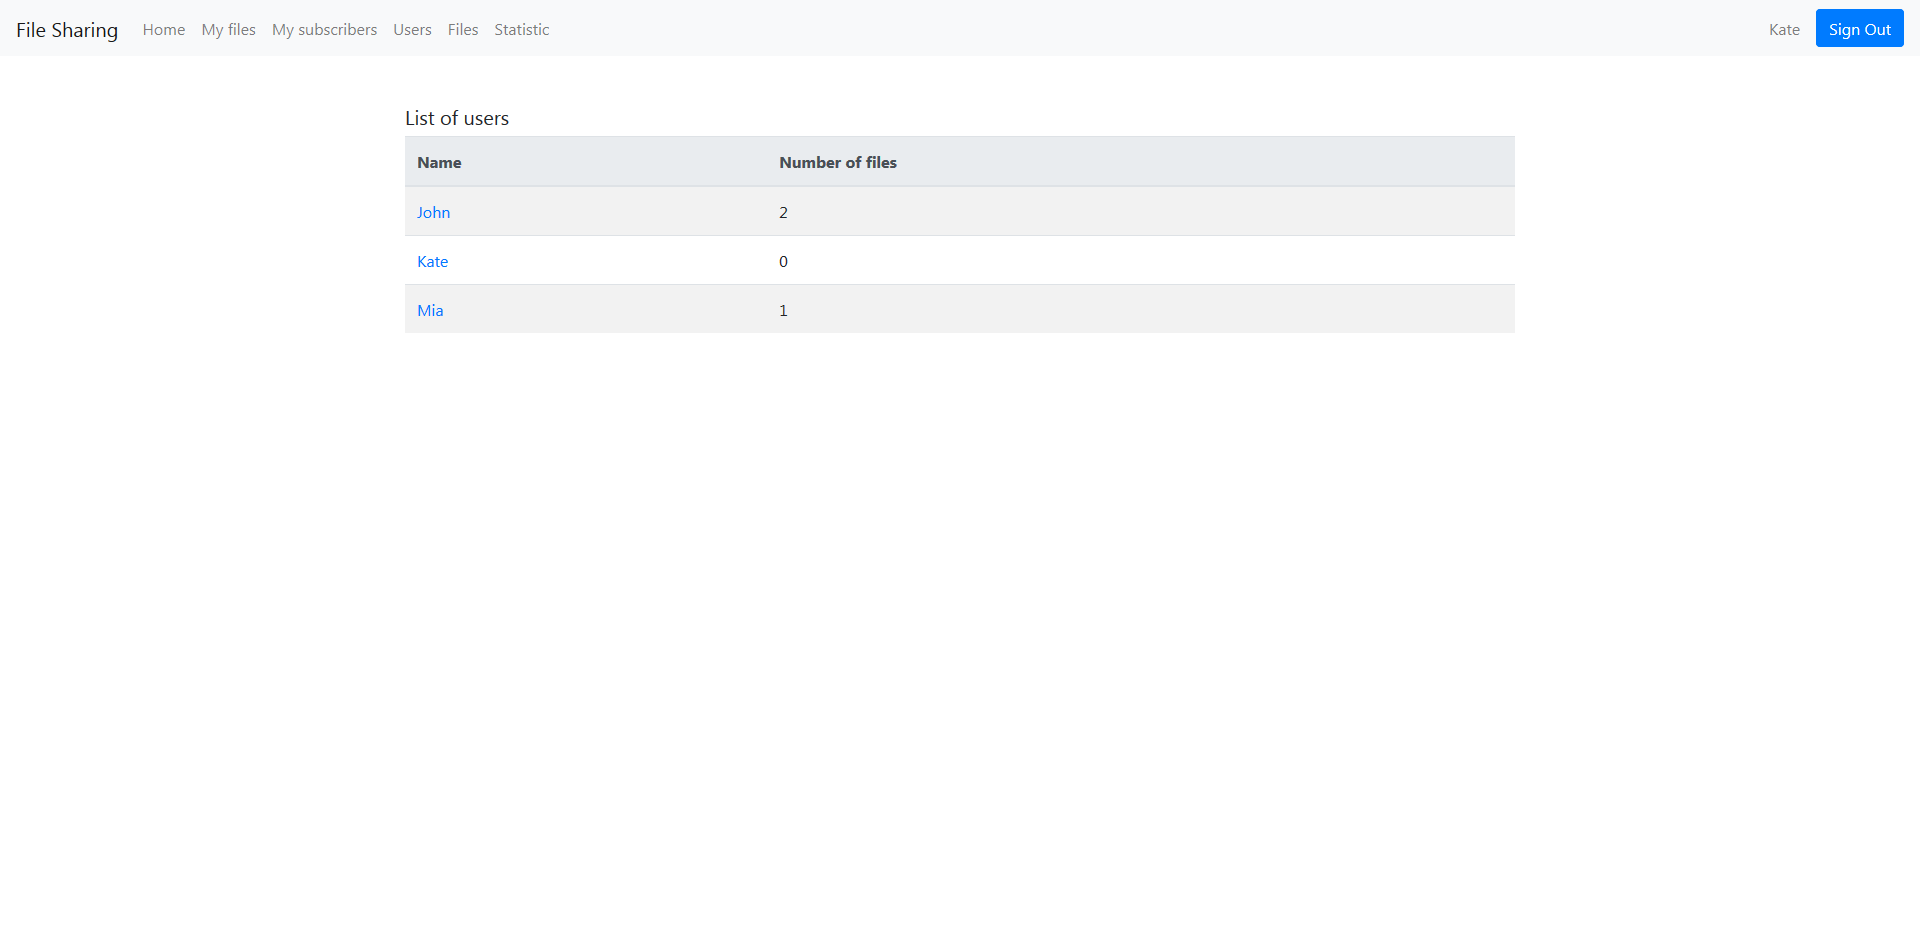 File Sharing Home My files My subscribers Users Files Statistic Kate Sign Out
List of users
Name Number of files
John 2
Kate 0
Mia 1